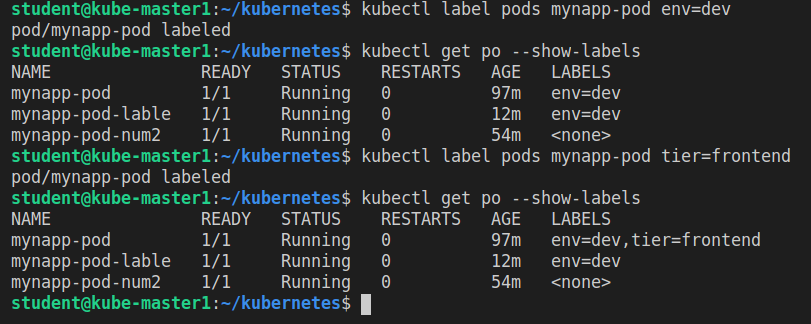 student@kube-master1:~/kubernetes$ kubectl label pods mynapp-pod env=dev
pod/mynapp-pod labeled
student@kube-master1:~/kubernetes$ kubectl get po --show-labels
NAME READY STATUS RESTARTS AGE LABELS
mynapp-pod 1/1 Running 0 97m env=dev
mynapp-pod-lable 1/1 Running 0 12m env=dev
mynapp-pod-num2 1/1 Running 0 54m <none>
student@kube-master1:~/kubernetes$ kubectl label pods mynapp-pod tier=frontend
pod/mynapp-pod labeled
student@kube-master1:~/kubernetes$ kubectl get po --show-labels
NAME READY STATUS RESTARTS AGE LABELS
mynapp-pod 1/1 Running 0 97m env=dev,tier=frontend
mynapp-pod-lable 1/1 Running 0 12m env=dev
mynapp-pod-num2 1/1 Running 0 54m <none>
student@kube-master1:~/kubernetes$